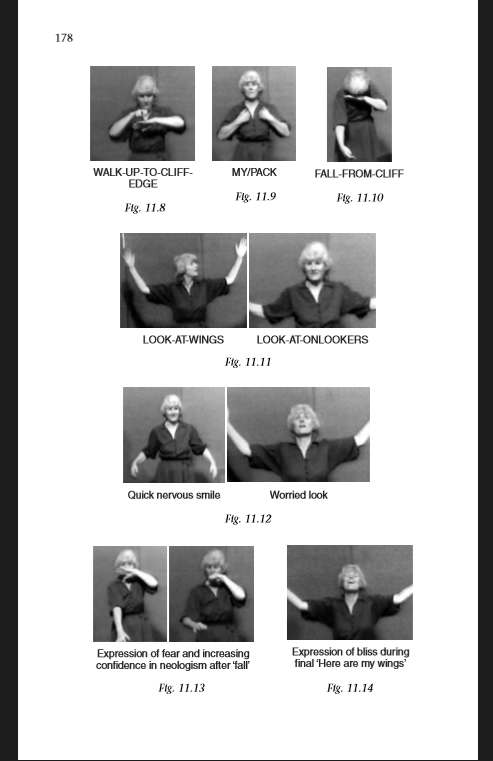 178
WALK-UP-TO-CLIFF-
EDGE
MY/PACK
FALL-FROM-CLIFF
Fig. 11.8
Fig. 11.9
Fig. 11.10
LOOK-AT-WINGS
LOOK-AT-ONLOOKERS
Fig. 11.11
Quick nervous smile
Worried look
Fig. 11.12
Expression of fear and increasing
confidence in neologism after ‘fall’
Expression of bliss during
final ‘Here are my wings’
Fig. 11.13
Fig. 11.14